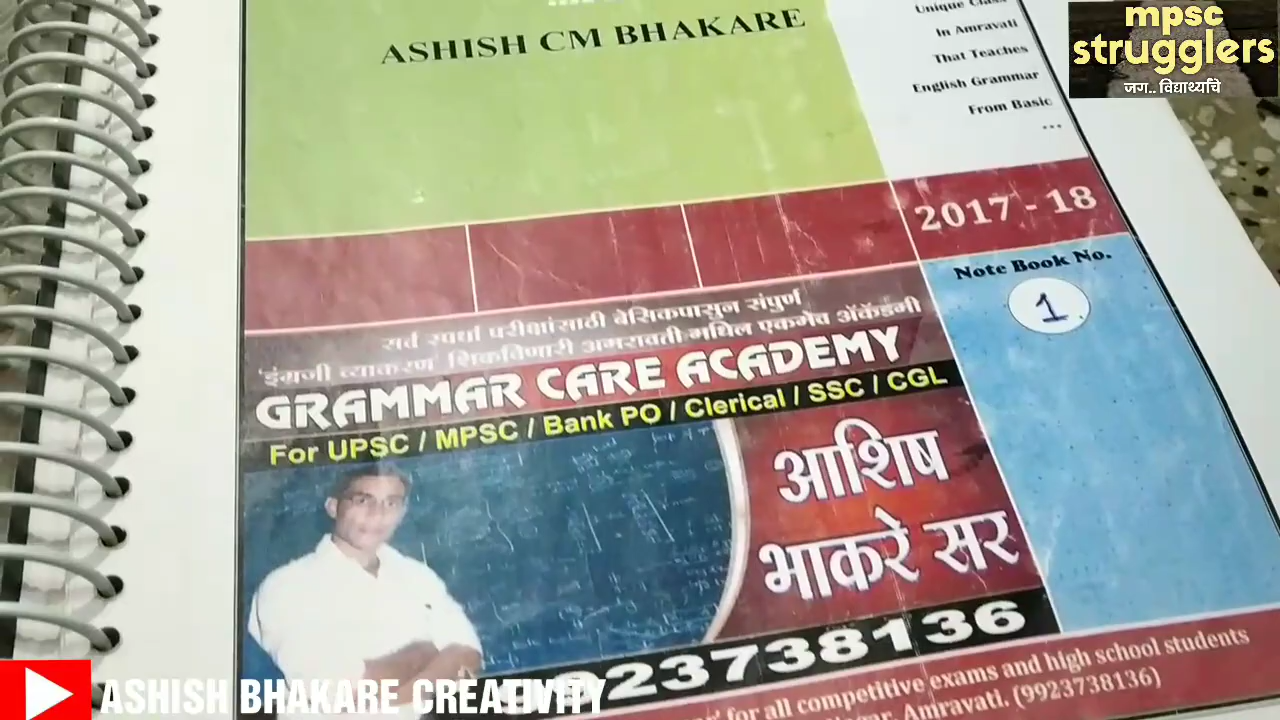 mpsc
strugglers
जग.. विद्यार्थ्यांचे
ASHISH CM BHAKARE
Unique Class
In Amravati
That Teaches
English Grammar
From Basic
...
2017 - 18
Note Book No.
1
सर्व स्पर्धा परीक्षांसाठी बेसिकपासुन संपुर्ण
'इंग्रजी व्याकरण' शिकविणारी अमरावती मधिल एकमेव ॲकॅडमी
GRAMMAR CARE ACADEMY
For UPSC / MPSC / Bank PO / Clerical / SSC / CGL
आशिष
भाकरे सर
23738136
for all competitive exams and high school students
Amravati. (9923738136)
ASHISH BHAKARE CREATIVITY